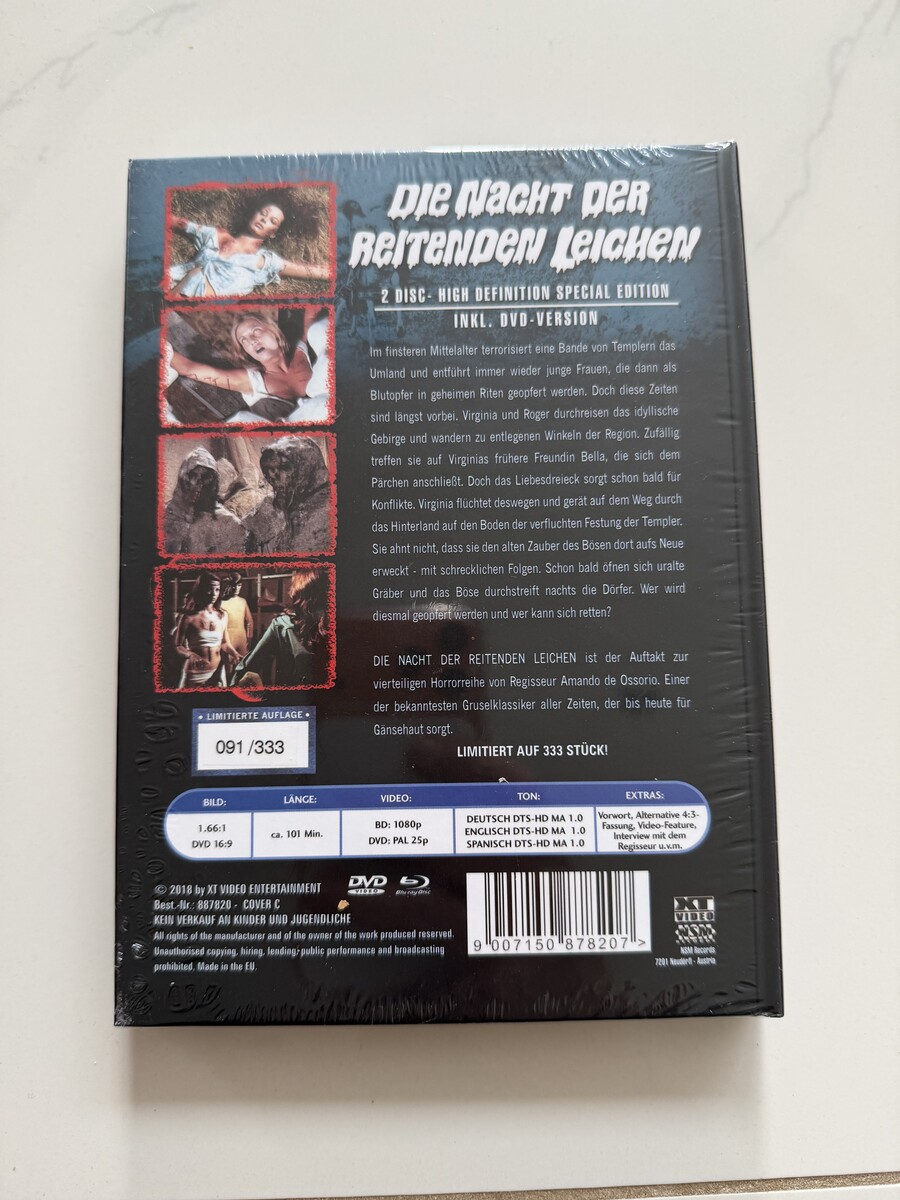 DIE NACHT DER
REITENDEN LEICHEN
2 DISC- HIGH DEFINITION SPECIAL EDITION
INKL. DVD-VERSION
Im finsteren Mittelalter terrorisiert eine Bande von Templern das
Umland und entführt immer wieder junge Frauen, die dann als
Blutopfer in geheimen Riten geopfert werden. Doch diese Zeiten
sind längst vorbei. Virginia und Roger durchreisen das idyllische
Gebirge und wandern zu entlegenen Winkeln der Region. Zufällig
treffen sie auf Virginias frühere Freundin Bella, die sich dem
Pärchen anschließt. Doch das Liebesdreieck sorgt schon bald für
Konflikte. Virginia flüchtet deswegen und gerät auf dem Weg durch
das Hinterland auf den Boden der verfluchten Festung der Templer.
Sie ahnt nicht, dass sie den alten Zauber des Bösen dort aufs Neue
erweckt - mit schrecklichen Folgen. Schon bald öfnen sich uralte
Gräber und das Böse durchstreift nachts die Dörfer. Wer wird
diesmal geopfert werden und wer kann sich retten?
DIE NACHT DER REITENDEN LEICHEN ist der Auftakt zur
vierteiligen Horrorreihe von Regisseur Amando de Ossorio. Einer
der bekanntesten Gruselklassiker aller Zeiten, der bis heute für
Gänsehaut sorgt.
LIMITIERT AUF 333 STÜCK!
• LIMITIERTE AUFLAGE •
091/333
BILD: LÄNGE: VIDEO: TON: EXTRAS:
1.66:1
DVD 16:9
ca. 101 Min.
BD: 1080p
DVD: PAL 25p
DEUTSCH DTS-HD MA 1.0
ENGLISCH DTS-HD MA 1.0
SPANISCH DTS-HD MA 1.0
Vorwort, Alternative 4:3-
Fassung, Video-Feature,
Interview mit dem
Regisseur u.v.m.
© 2018 by XT VIDEO ENTERTAINMENT
Best.-Nr.: 887820 - COVER C
KEIN VERKAUF AN KINDER UND JUGENDLICHE
All rights of the manufacturer and of the owner of the work produced reserved.
Unauthorised copying, hiring, lending, public performance and broadcasting
prohibited. Made in the EU.
DVD VIDEO
Blu-ray Disc
9 007150 878207 >
XT
VIDEO
NSM
NSM Records
7201 Neudörfl - Austria